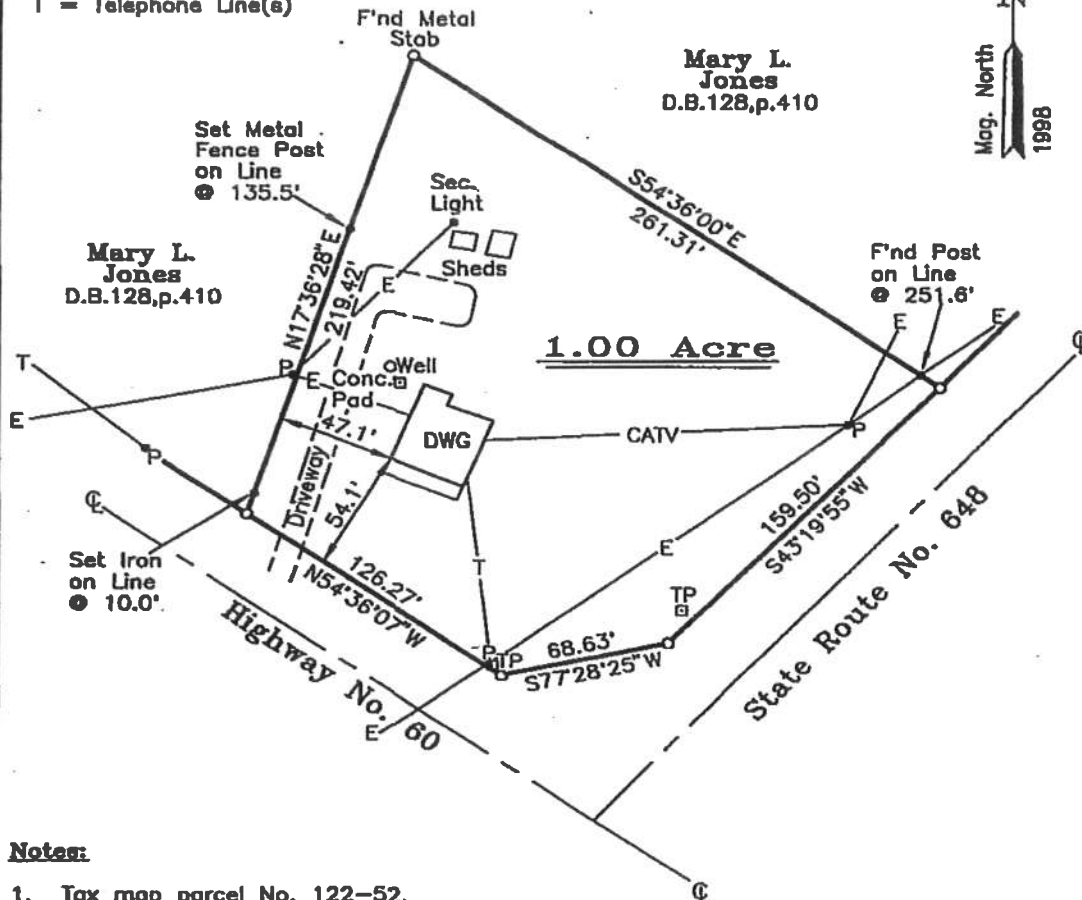 T = Telephone Line(s)
F'nd Metal
Stab
N
Mag. North
1998
Mary L.
Jones
D.B.128,p.410
Set Metal
Fence Post
on Line
@ 135.5'
Sec.
Light
Sheds
S54°36'00"E
261.31'
Mary L.
Jones
D.B.128,p.410
F'nd Post
on Line
@ 251.6'
N17°36'28"E
219.42'
E
E
E
T
E
P
E
Conc.
Pad
Well
1.00 Acre
47.1'
DWG
CATV
P
P
Driveway
54.1'
℄
℄
159.50'
S43°19'55"W
State Route No. 648
E
T
Set Iron
on Line
@ 10.0'
126.27'
N54°36'07"W
TP
P
TP
68.63'
S77°28'25"W
Highway No. 60
E
℄
Notes:
1. Tax map parcel No. 122-52.